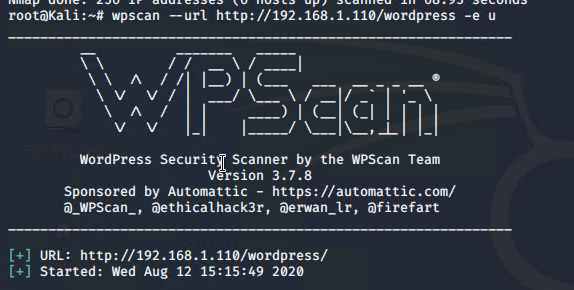 Nmap done: 256 IP addresses (6 hosts up) scanned in 68.93 seconds
root@Kali:~# wpscan --url http://192.168.1.110/wordpress -e u
WPScan ®
WordPress Security Scanner by the WPScan Team
Version 3.7.8
Sponsored by Automattic - https://automattic.com/
@_WPScan_, @ethicalhack3r, @erwan_lr, @firefart
[+] URL: http://192.168.1.110/wordpress/
[+] Started: Wed Aug 12 15:15:49 2020